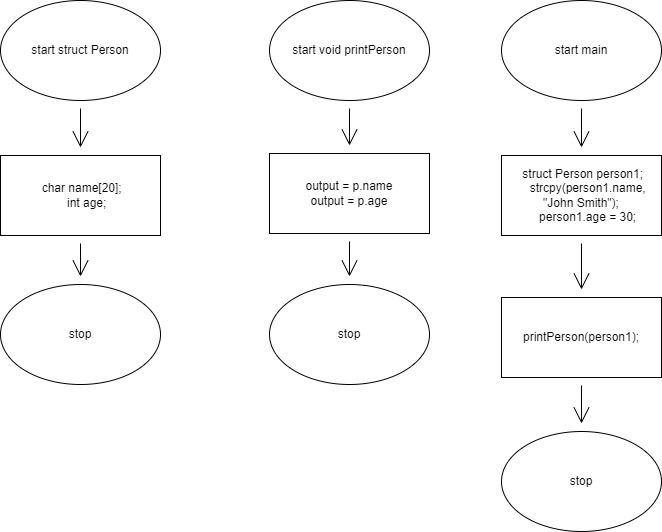 start struct Person
char name[20];
int age;
stop
start void printPerson
output = p.name
output = p.age
stop
start main
struct Person person1;
strcpy(person1.name,
"John Smith");
person1.age = 30;
printPerson(person1);
stop